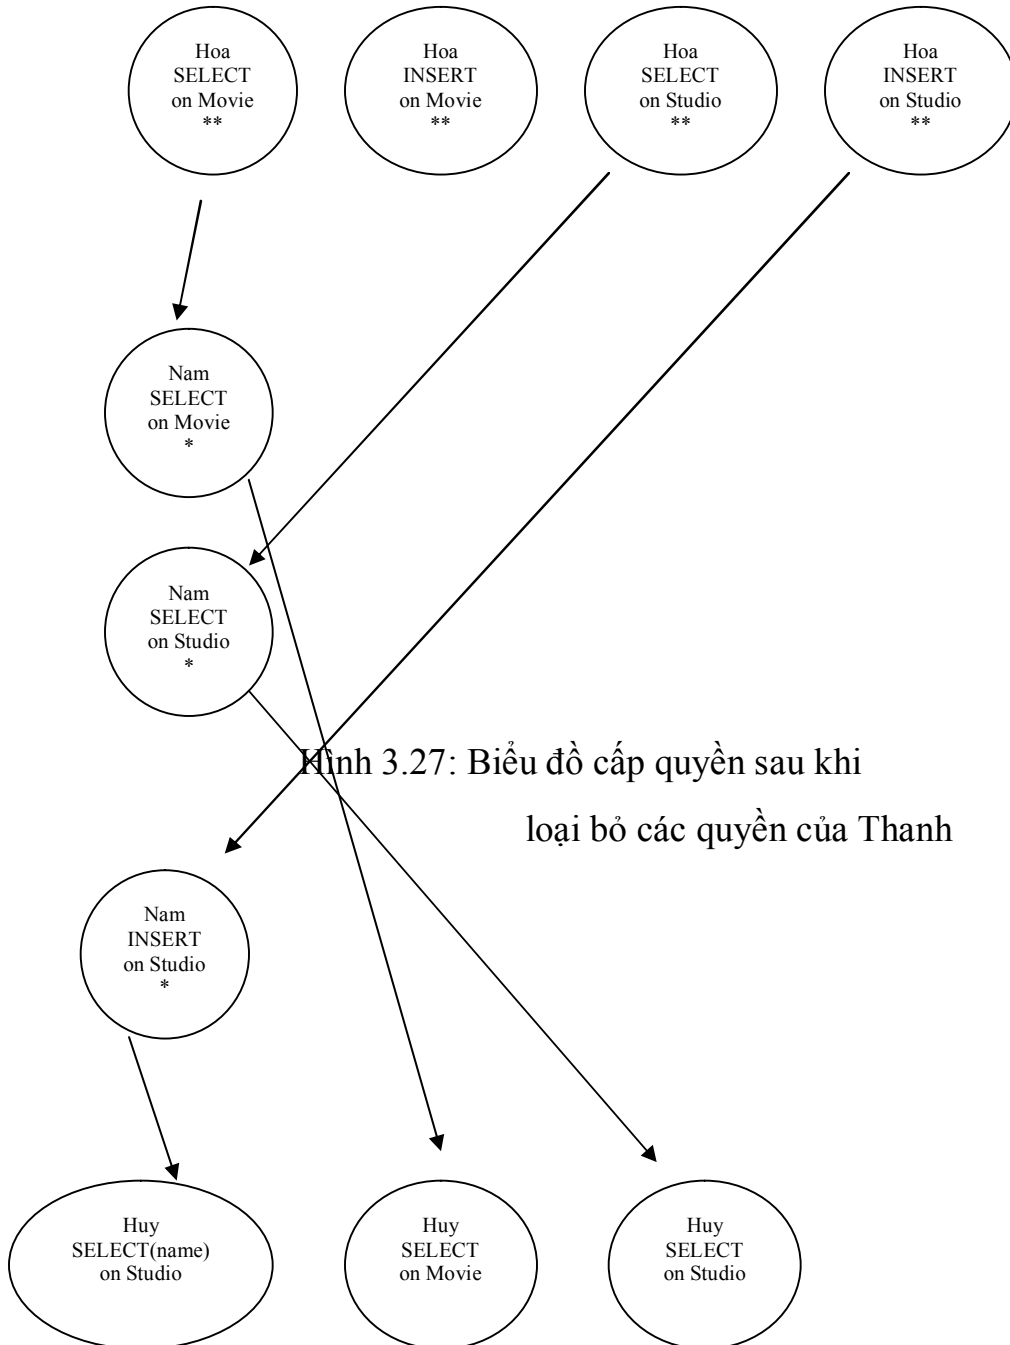 Hoa
SELECT
on Movie
**
Hoa
INSERT
on Movie
**
Hoa
SELECT
on Studio
**
Hoa
INSERT
on Studio
**
Nam
SELECT
on Movie
*
Nam
SELECT
on Studio
*
Hình 3.27: Biểu đồ cấp quyền sau khi
loại bỏ các quyền của Thanh
Nam
INSERT
on Studio
*
Huy
SELECT(name)
on Studio
Huy
SELECT
on Movie
Huy
SELECT
on Studio